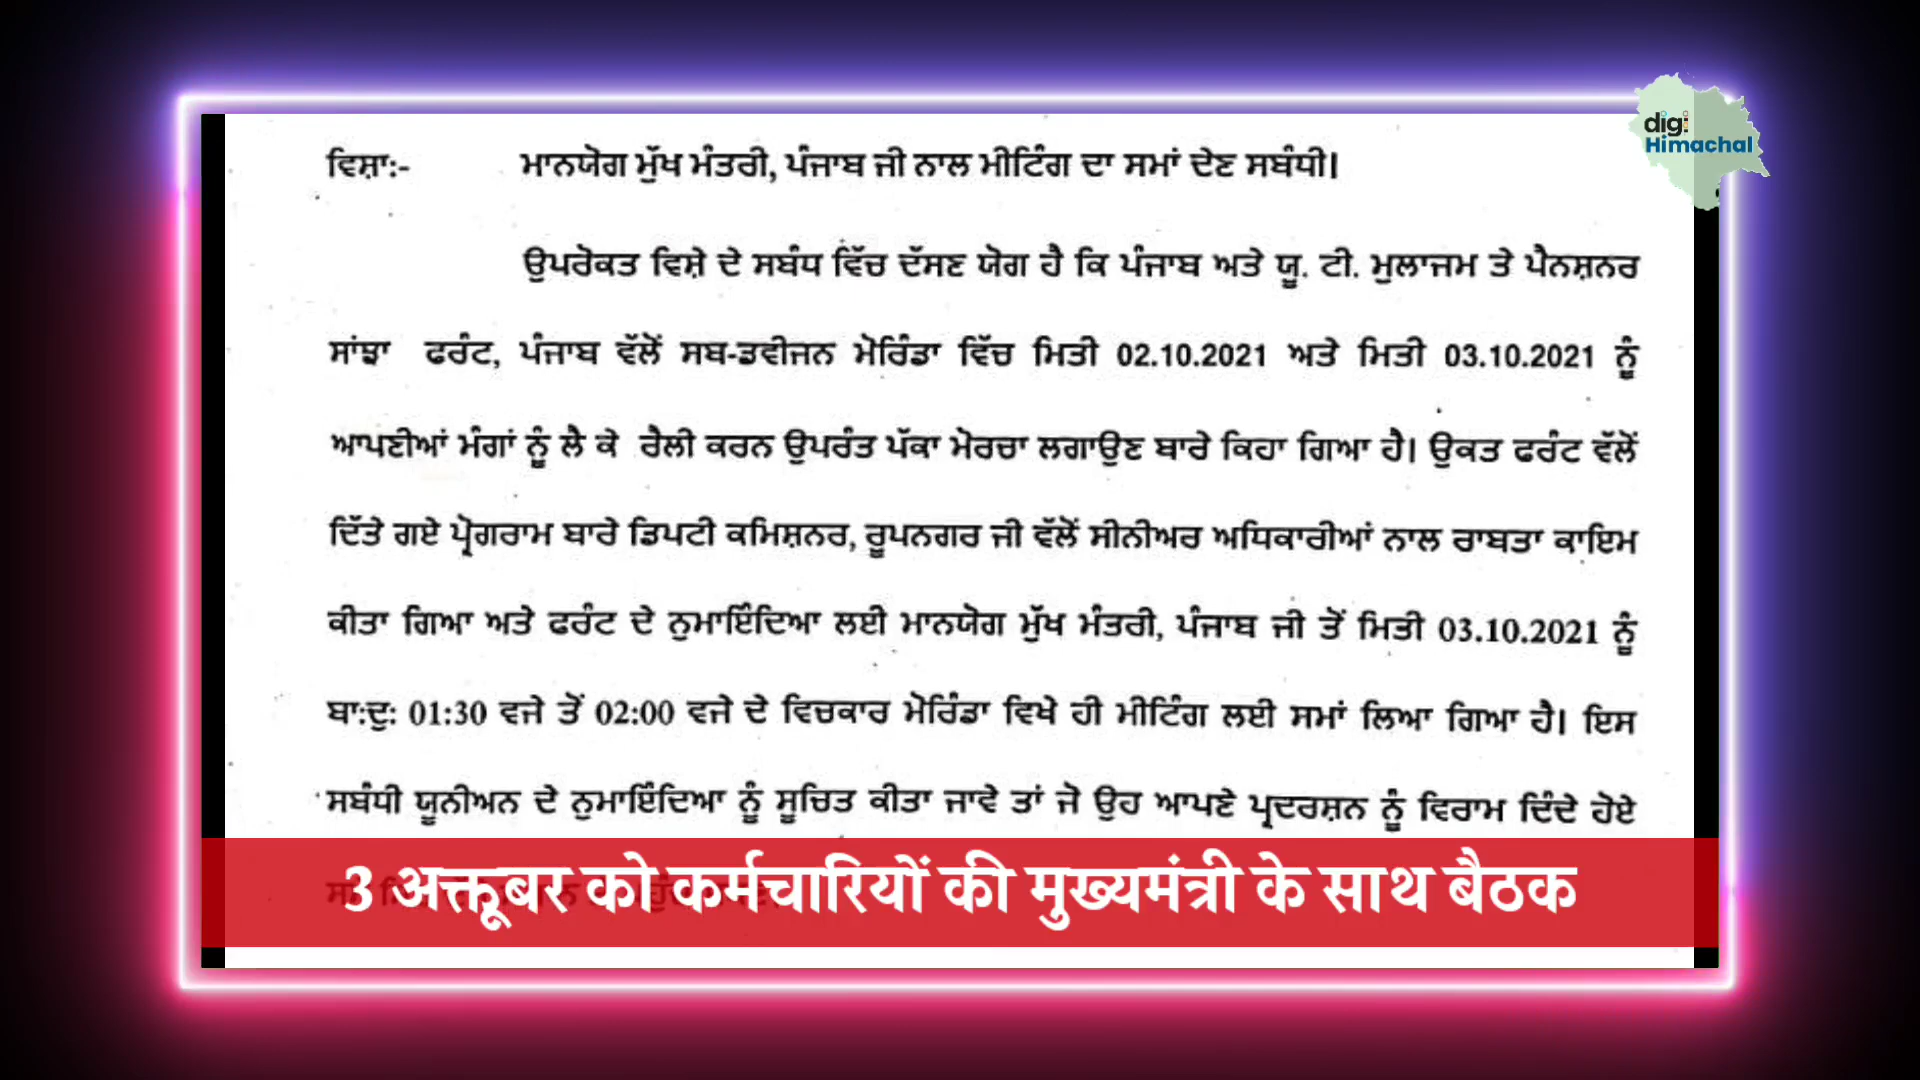 digi
Himachal
ਵਿਸ਼ਾ:- ਮਾਨਯੋਗ ਮੁੱਖ ਮੰਤਰੀ, ਪੰਜਾਬ ਜੀ ਨਾਲ ਮੀਟਿੰਗ ਦਾ ਸਮਾਂ ਦੇਣ ਸਬੰਧੀ।
ਉਪਰੋਕਤ ਵਿਸ਼ੇ ਦੇ ਸਬੰਧ ਵਿੱਚ ਦੱਸਣ ਯੋਗ ਹੈ ਕਿ ਪੰਜਾਬ ਅਤੇ ਯੂ. ਟੀ. ਮੁਲਾਜਮ ਤੇ ਪੈਨਸ਼ਨਰ
ਸਾਂਝਾ ਫਰੰਟ, ਪੰਜਾਬ ਵੱਲੋਂ ਸਬ-ਡਵੀਜਨ ਮੋਰਿੰਡਾ ਵਿੱਚ ਮਿਤੀ 02.10.2021 ਅਤੇ ਮਿਤੀ 03.10.2021 ਨੂੰ
ਆਪਣੀਆਂ ਮੰਗਾਂ ਨੂੰ ਲੈ ਕੇ ਰੈਲੀ ਕਰਨ ਉਪਰੰਤ ਪੱਕਾ ਮੋਰਚਾ ਲਗਾਉਣ ਬਾਰੇ ਕਿਹਾ ਗਿਆ ਹੈ। ਉਕਤ ਫਰੰਟ ਵੱਲੋਂ
ਦਿੱਤੇ ਗਏ ਪ੍ਰੋਗਰਾਮ ਬਾਰੇ ਡਿਪਟੀ ਕਮਿਸ਼ਨਰ, ਰੂਪਨਗਰ ਜੀ ਵੱਲੋਂ ਸੀਨੀਅਰ ਅਧਿਕਾਰੀਆਂ ਨਾਲ ਰਾਬਤਾ ਕਾਇਮ
ਕੀਤਾ ਗਿਆ ਅਤੇ ਫਰੰਟ ਦੇ ਨੁਮਾਇੰਦਿਆ ਲਈ ਮਾਨਯੋਗ ਮੁੱਖ ਮੰਤਰੀ, ਪੰਜਾਬ ਜੀ ਤੋਂ ਮਿਤੀ 03.10.2021 ਨੂੰ
ਬਾ:ਦੁ: 01:30 ਵਜੇ ਤੋਂ 02:00 ਵਜੇ ਦੇ ਵਿਚਕਾਰ ਮੋਰਿੰਡਾ ਵਿਖੇ ਹੀ ਮੀਟਿੰਗ ਲਈ ਸਮਾਂ ਲਿਆ ਗਿਆ ਹੈ। ਇਸ
ਸਬੰਧੀ ਯੂਨੀਅਨ ਦੇ ਨੁਮਾਇੰਦਿਆ ਨੂੰ ਸੂਚਿਤ ਕੀਤਾ ਜਾਵੇ ਤਾਂ ਜੋ ਉਹ ਆਪਣੇ ਪ੍ਰਦਰਸ਼ਨ ਨੂੰ ਵਿਰਾਮ ਦਿੰਦੇ ਹੋਏ
3 अक्तूबर को कर्मचारियों की मुख्यमंत्री के साथ बैठक